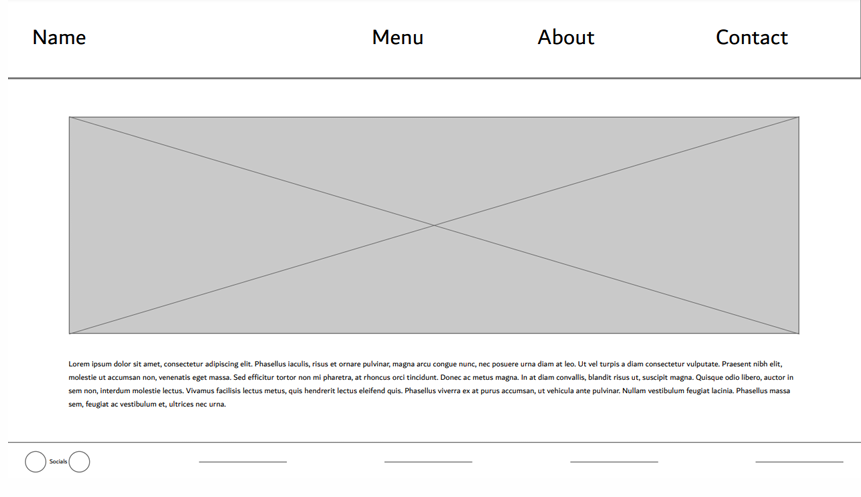 Name Menu About Contact
Lorem ipsum dolor sit amet, consectetur adipiscing elit. Phasellus iaculis, risus et ornare pulvinar, magna arcu congue nunc, nec posuere urna diam at leo. Ut vel turpis a diam consectetur vulputate. Praesent nibh elit,
molestie ut accumsan non, venenatis eget massa. Sed efficitur tortor non mi pharetra, at rhoncus orci tincidunt. Donec ac metus magna. In at diam convallis, blandit risus ut, suscipit magna. Quisque odio libero, auctor in
sem non, interdum molestie lectus. Vivamus facilisis lectus metus, quis hendrerit lectus eleifend quis. Phasellus viverra ex at purus accumsan, ut vehicula ante pulvinar. Nullam vestibulum feugiat lacinia. Phasellus massa
sem, feugiat ac vestibulum et, ultrices nec urna.
Socials